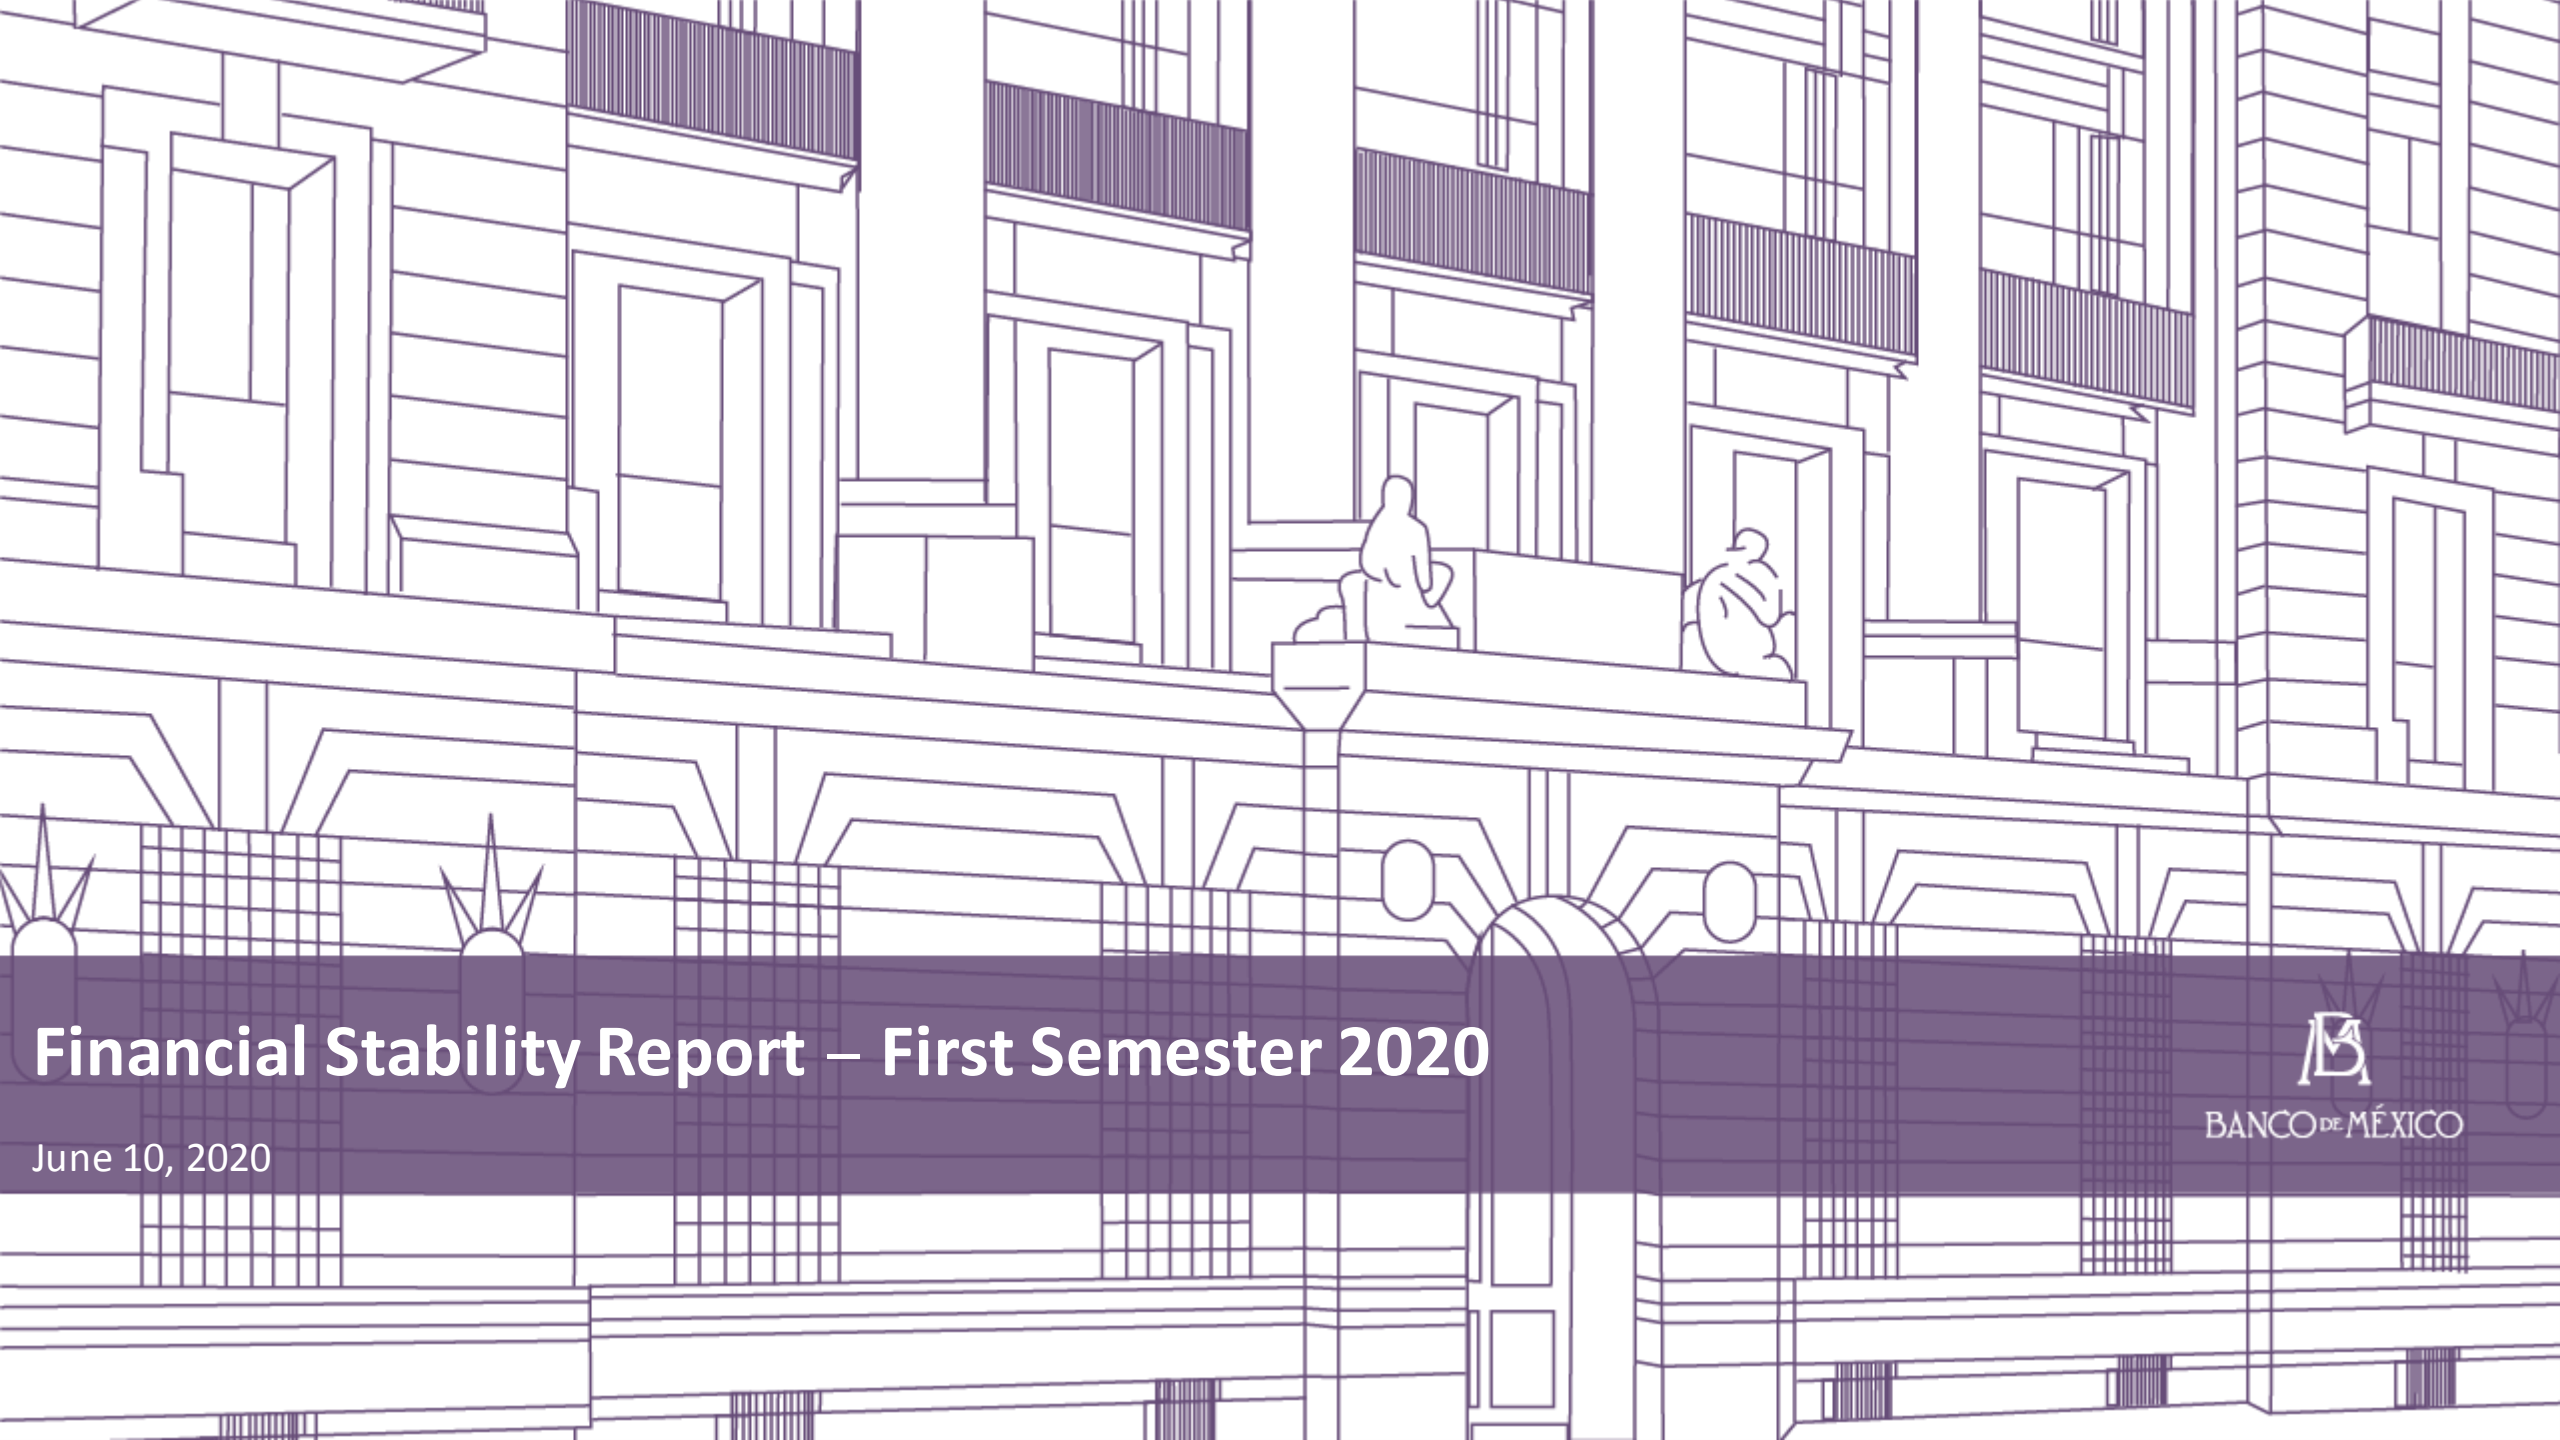 Financial Stability Report – First Semester 2020
BANCO DE MÉXICO
June 10, 2020